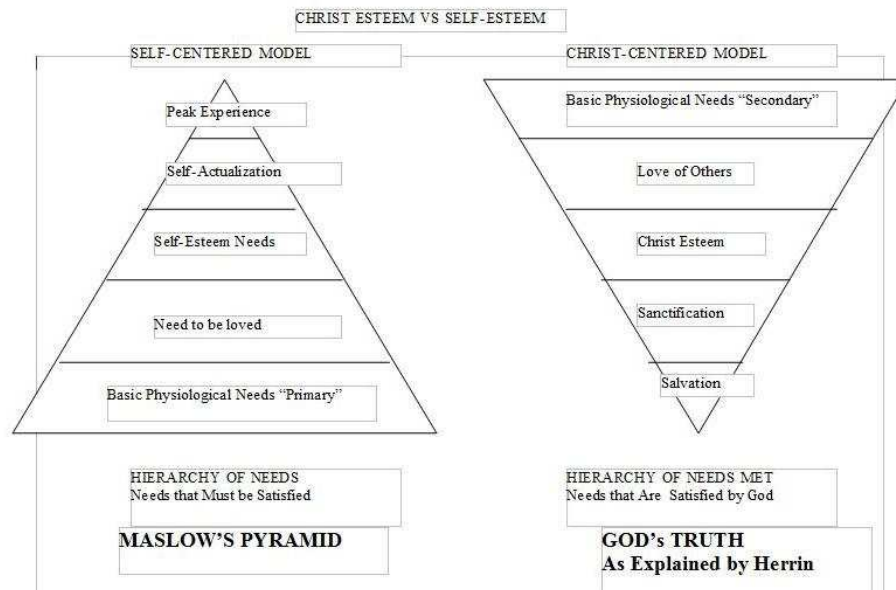 CHRIST ESTEEM VS SELF-ESTEEM
SELF-CENTERED MODEL
Peak Experience
Self-Actualization
Self-Esteem Needs
Need to be loved
Basic Physiological Needs “Primary”
HIERARCHY OF NEEDS
Needs that Must be Satisfied
MASLOW’S PYRAMID
CHRIST-CENTERED MODEL
Basic Physiological Needs “Secondary”
Love of Others
Christ Esteem
Sanctification
Salvation
HIERARCHY OF NEEDS MET
Needs that Are Satisfied by God
GOD’s TRUTH
As Explained by Herrin